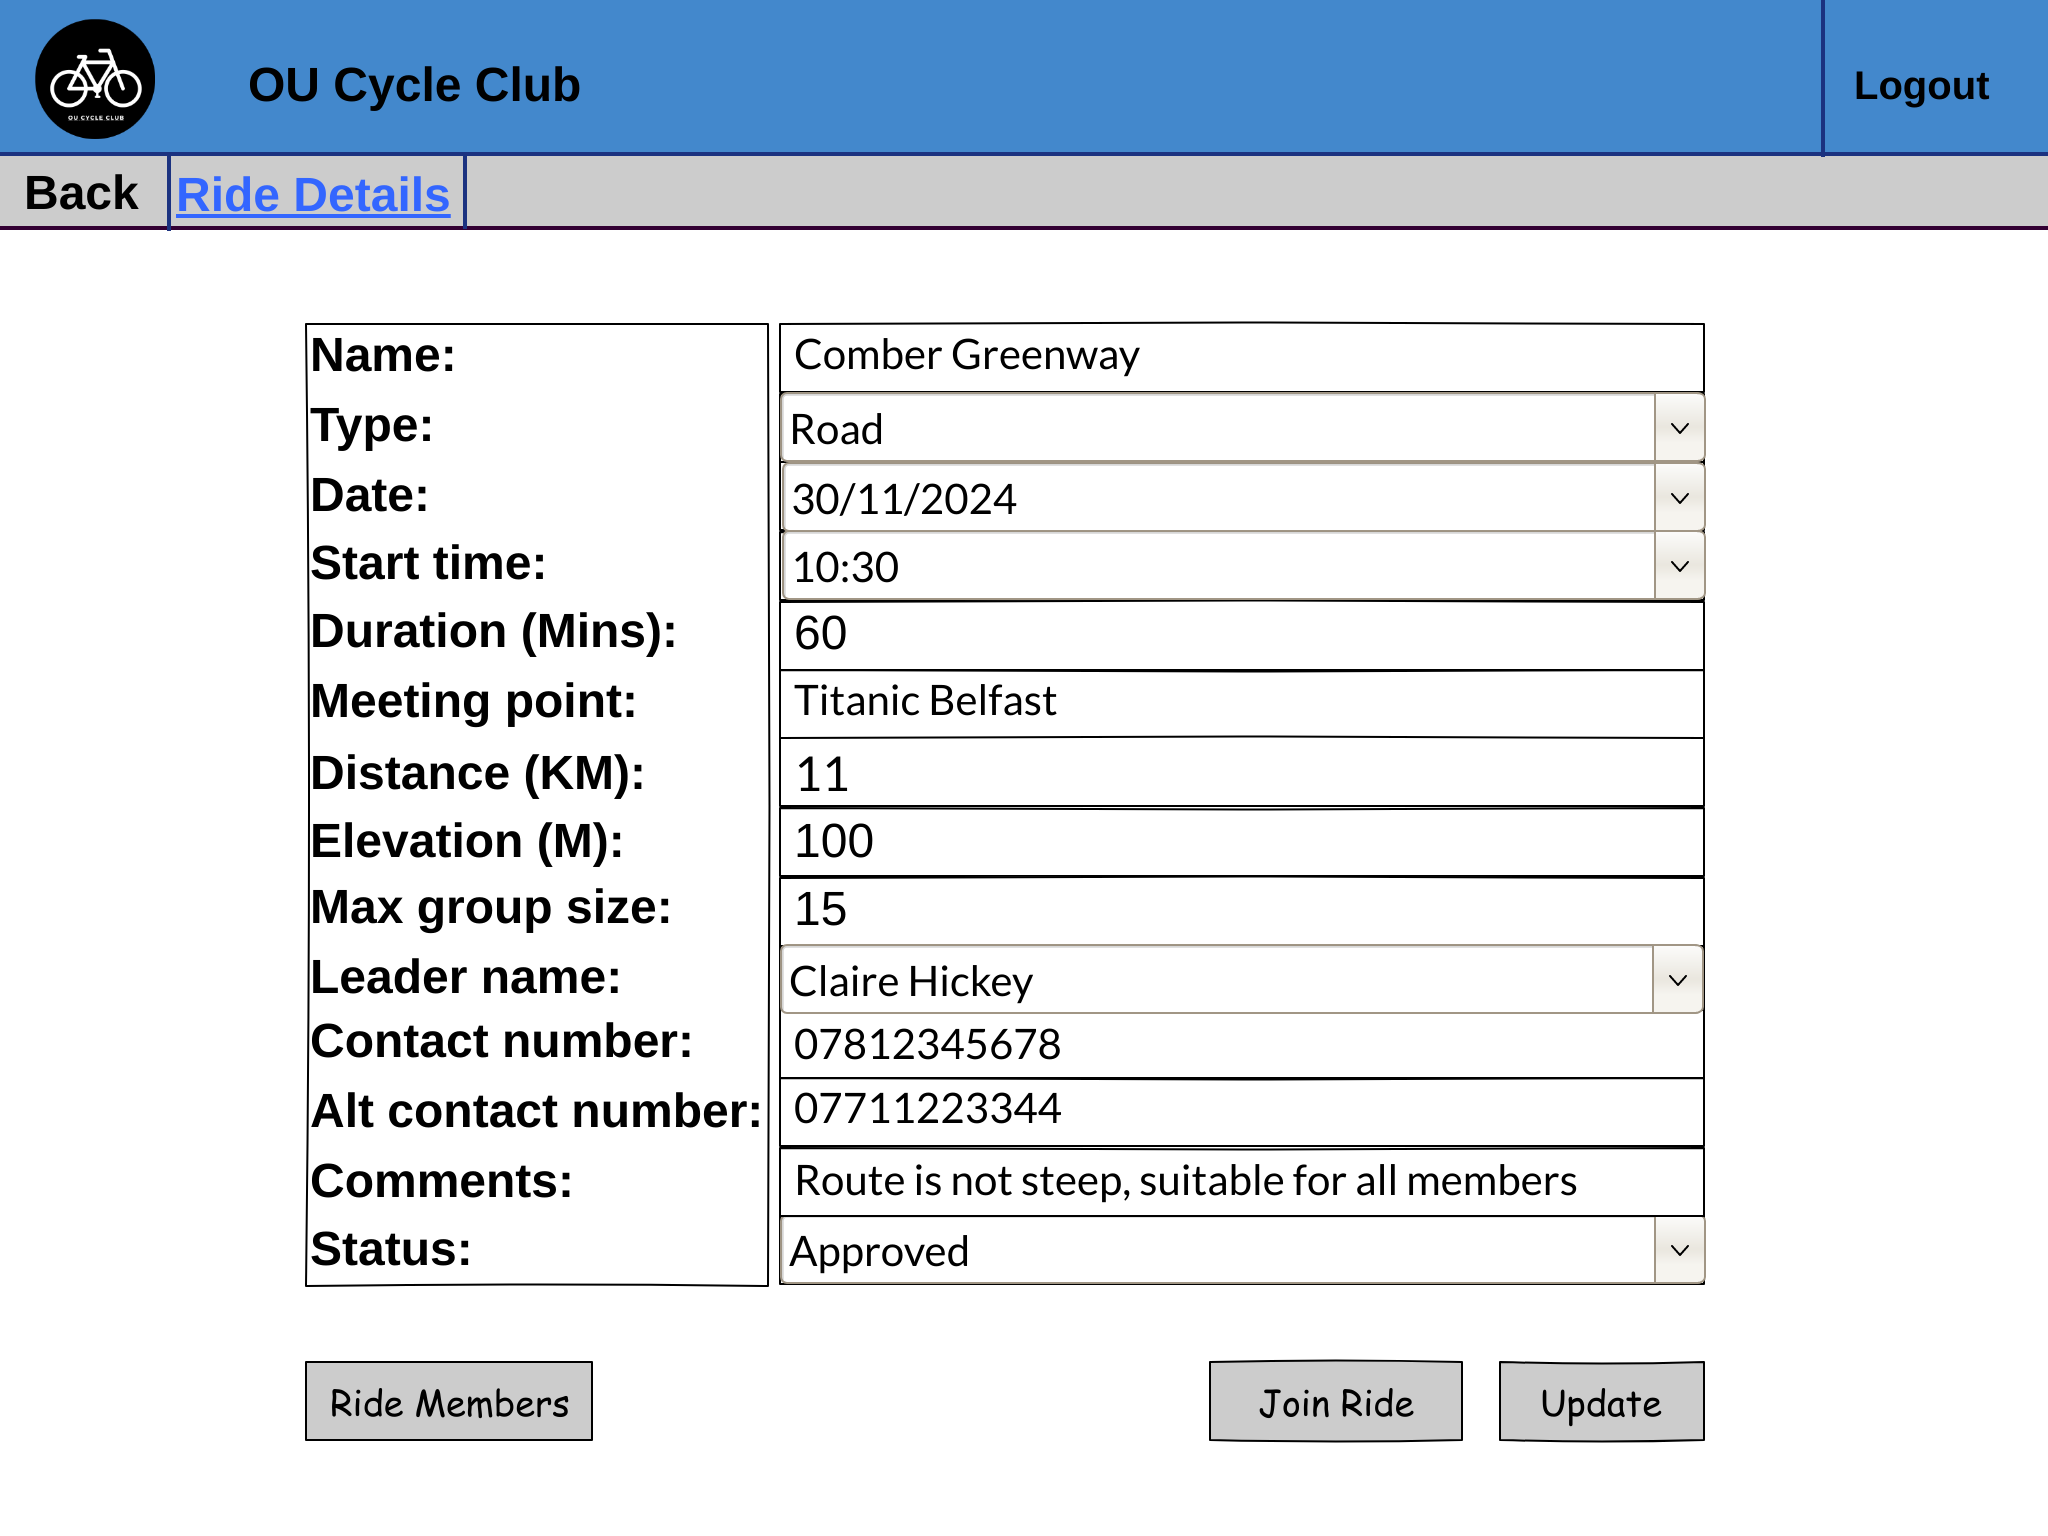 OU CYCLE CLUB
OU Cycle Club
Logout
Back
Ride Details
Name: Comber Greenway
Type: Road
Date: 30/11/2024
Start time: 10:30
Duration (Mins): 60
Meeting point: Titanic Belfast
Distance (KM): 11
Elevation (M): 100
Max group size: 15
Leader name: Claire Hickey
Contact number: 07812345678
Alt contact number: 07711223344
Comments: Route is not steep, suitable for all members
Status: Approved
Ride Members
Join Ride
Update